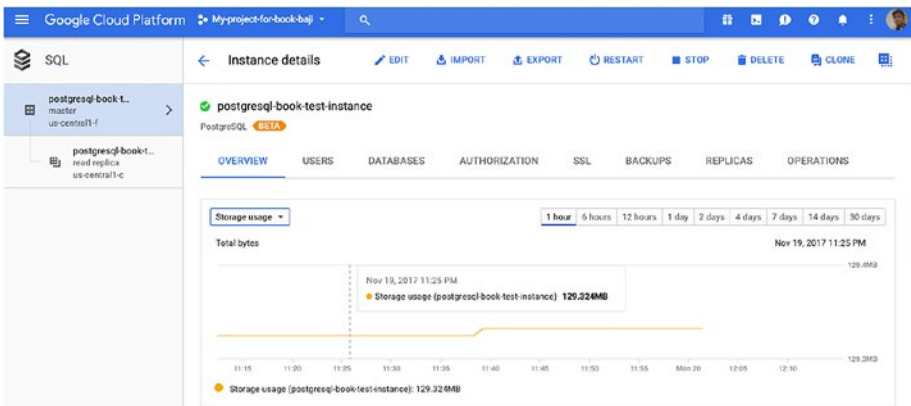 Google Cloud Platform My-project-for-book-baji
SQL
Instance details EDIT IMPORT EXPORT RESTART STOP DELETE CLONE
postgresql-book-t...
master
us-central1-f
postgresql-book-t...
read replica
us-central1-c
postgresql-book-test-instance
PostgreSQL BETA
OVERVIEW USERS DATABASES AUTHORIZATION SSL BACKUPS REPLICAS OPERATIONS
Storage usage 1 hour 6 hours 12 hours 1 day 2 days 4 days 7 days 14 days 30 days
Total bytes Nov 19, 2017 11:25 PM
129.4MB
Nov 19, 2017 11:25 PM
Storage usage (postgresql-book-test-instance) 129.324MB
129.3MB
11:15 11:20 11:25 11:30 11:35 11:40 11:45 11:50 11:55 Mon 20 12:05 12:10
Storage usage (postgresql-book-test-instance): 129.324MB